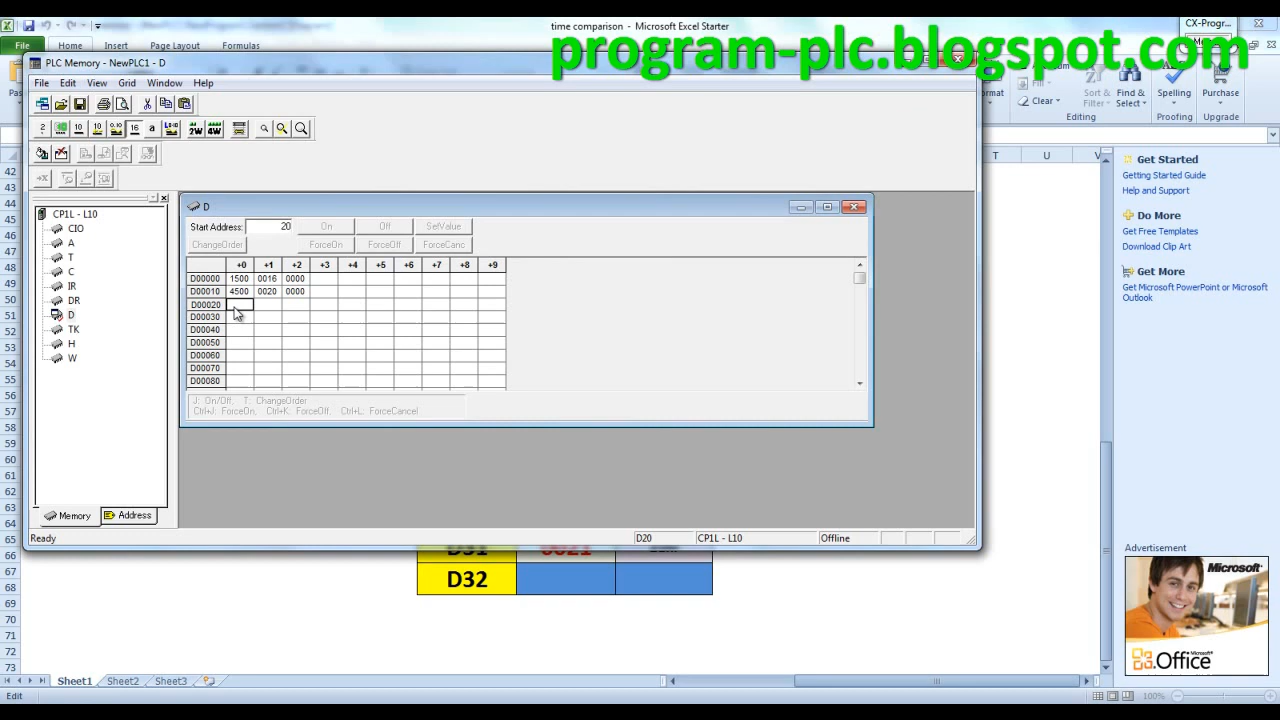 time comparison - Microsoft Excel Starter
CX-Progr...
program-plc.blogspot.com
File Home Insert Page Layout Formulas
PLC Memory - NewPLC1 - D
File Edit View Grid Window Help
Fill
Clear
Sort & Filter
Find & Select
Spelling
Purchase
Editing
Proofing
Upgrade
CP1L - L10
CIO
A
T
C
IR
DR
D
TK
H
W
Memory
Address
D
Start Address: 20 On Off SetValue
ChangeOrder ForceOn ForceOff ForceCanc
+0 +1 +2 +3 +4 +5 +6 +7 +8 +9
D00000 1500 0016 0000
D00010 4500 0020 0000
D00020
D00030
D00040
D00050
D00060
D00070
D00080
J: On/Off, T: ChangeOrder
Ctrl+J: ForceOn, Ctrl+K: ForceOff, Ctrl+L: ForceCancel
Ready D20 CP1L - L10 Offline
T U V
42
43
44
45
46
47
48
49
50
51
52
53
54
55
56
57
58
59
60
61
62
63
64
65
66
67
68
69
70
71
72
73
D31 0021
D32
Get Started
Getting Started Guide
Help and Support
Do More
Get Free Templates
Download Clip Art
Get More
Get Microsoft PowerPoint or Microsoft Outlook
Advertisement
Microsoft
Office
Sheet1 Sheet2 Sheet3
Edit
100%